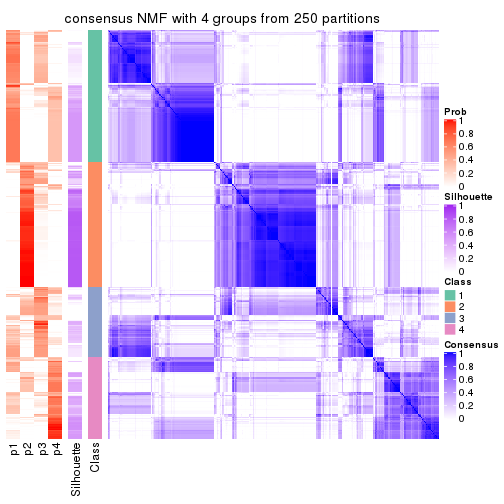 consensus NMF with 4 groups from 250 partitions
Prob
1
0.8
0.6
0.4
0.2
0
Silhouette
1
0.8
0.6
0.4
0.2
0
Class
1
2
3
4
Consensus
1
0.8
0.6
0.4
0.2
0
p1
p2
p3
p4
Silhouette
Class